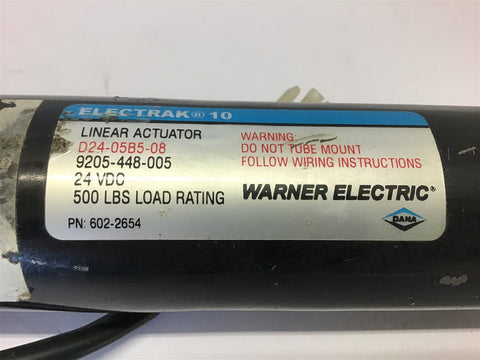 ELECTRAK® 10
LINEAR ACTUATOR
D24-05B5-08
9205-448-005
24 VDC
500 LBS LOAD RATING
PN: 602-2654
WARNING:
DO NOT TUBE MOUNT
FOLLOW WIRING INSTRUCTIONS
WARNER ELECTRIC®
DANA